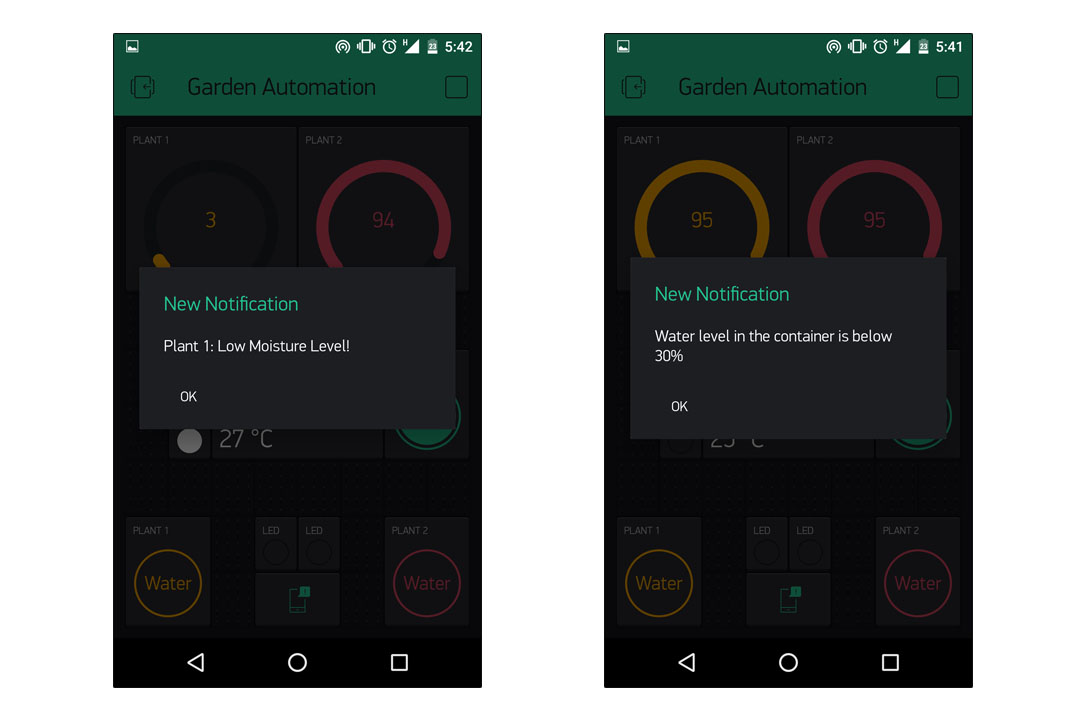 H 23 5:42
Garden Automation
PLANT 1
PLANT 2
3
94
New Notification
Plant 1: Low Moisture Level!
OK
27 °C
PLANT 1
LED
LED
PLANT 2
Water
Water
H 23 5:41
Garden Automation
PLANT 1
PLANT 2
95
95
New Notification
Water level in the container is below
30%
OK
PLANT 1
LED
LED
PLANT 2
Water
Water